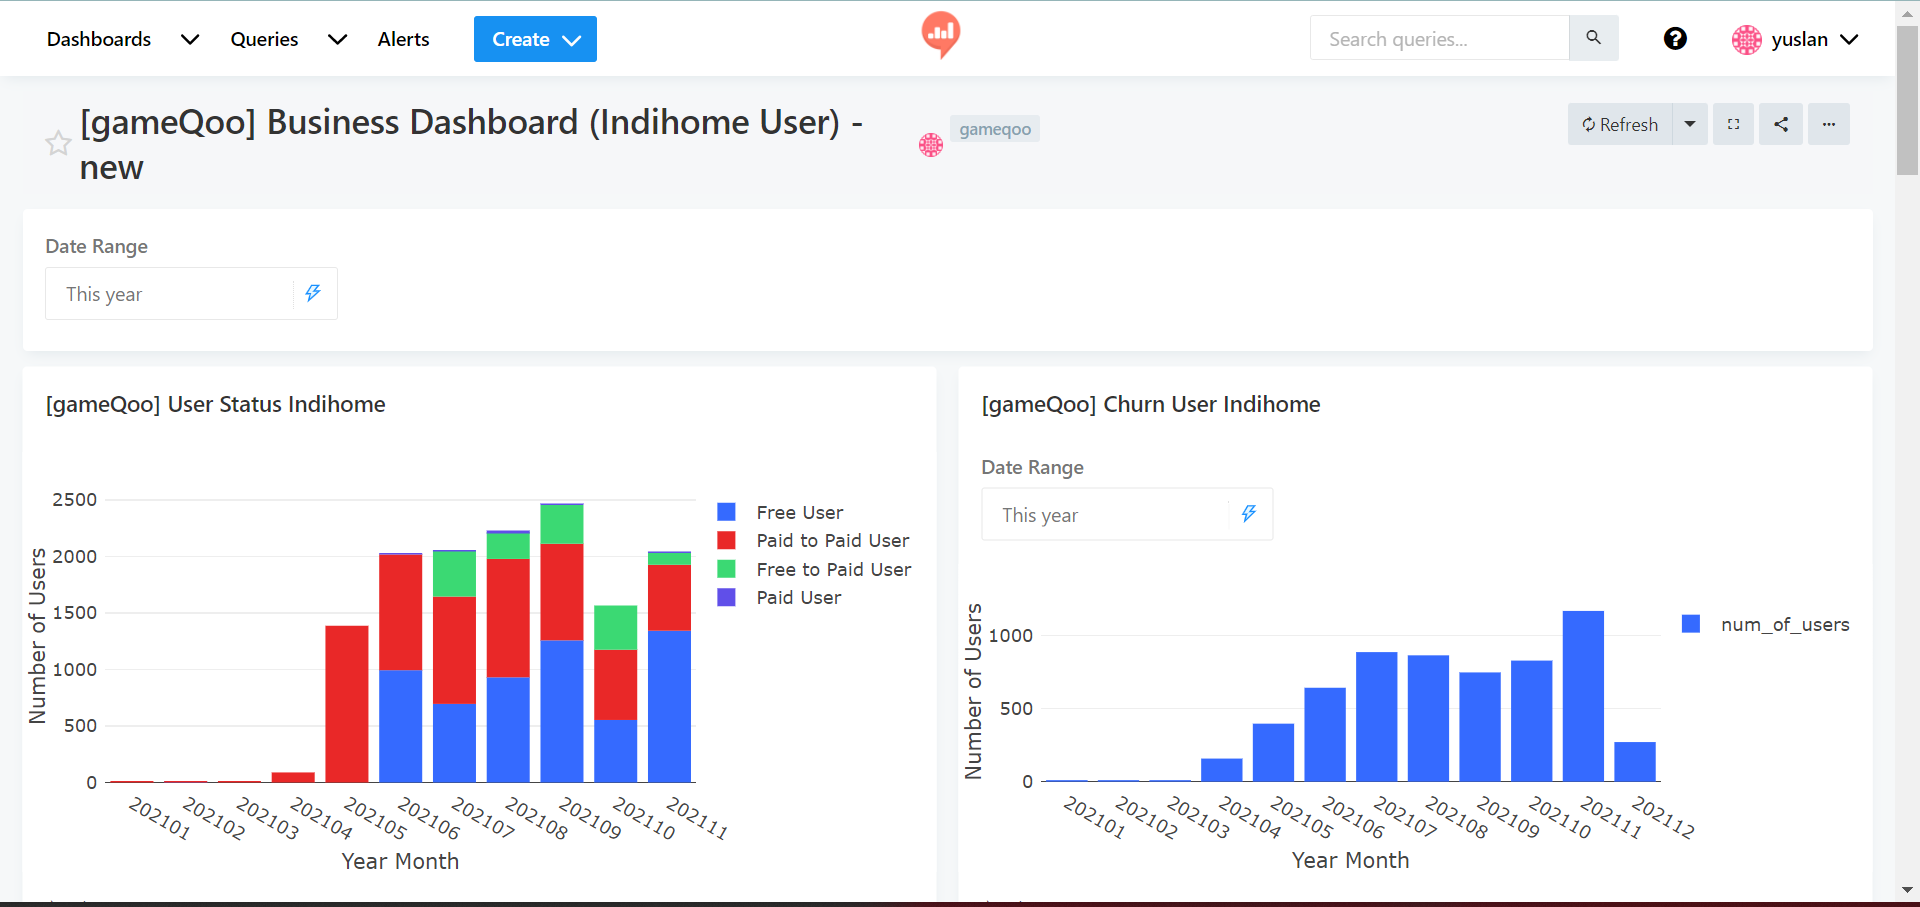 Dashboards Queries Alerts Create Search queries... yuslan
[gameQoo] Business Dashboard (Indihome User) -
new
gameqoo
Refresh
Date Range
This year
[gameQoo] User Status Indihome
2500
2000
1500
1000
500
0
Number of Users
202101 202102 202103 202104 202105 202106 202107 202108 202109 202110 202111
Year Month
Free User
Paid to Paid User
Free to Paid User
Paid User
[gameQoo] Churn User Indihome
Date Range
This year
1000
500
0
Number of Users
202101 202102 202103 202104 202105 202106 202107 202108 202109 202110 202111 202112
Year Month
num_of_users